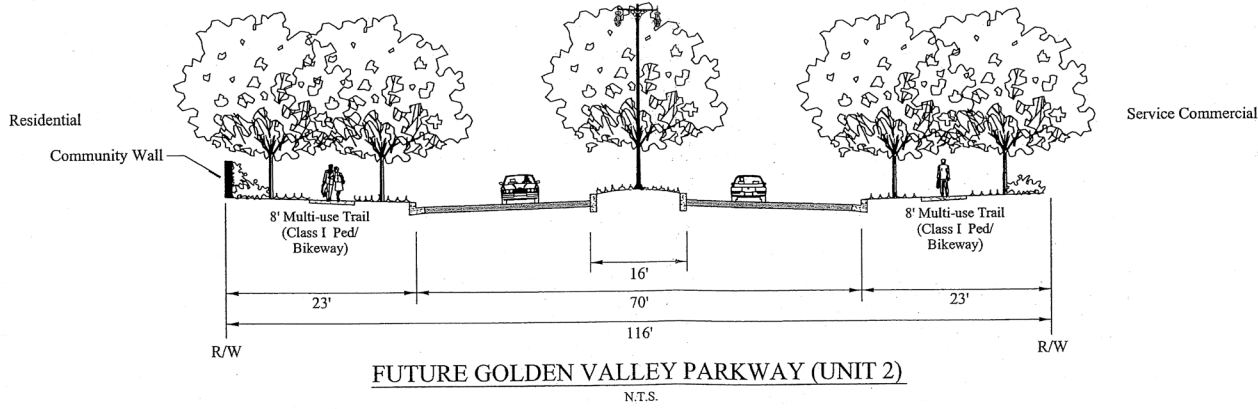 Residential
Service Commercial
Community Wall
8' Multi-use Trail
(Class I Ped/
Bikeway)
8' Multi-use Trail
(Class I Ped/
Bikeway)
16'
23'
70'
23'
116'
R/W
R/W
FUTURE GOLDEN VALLEY PARKWAY (UNIT 2)
N.T.S.